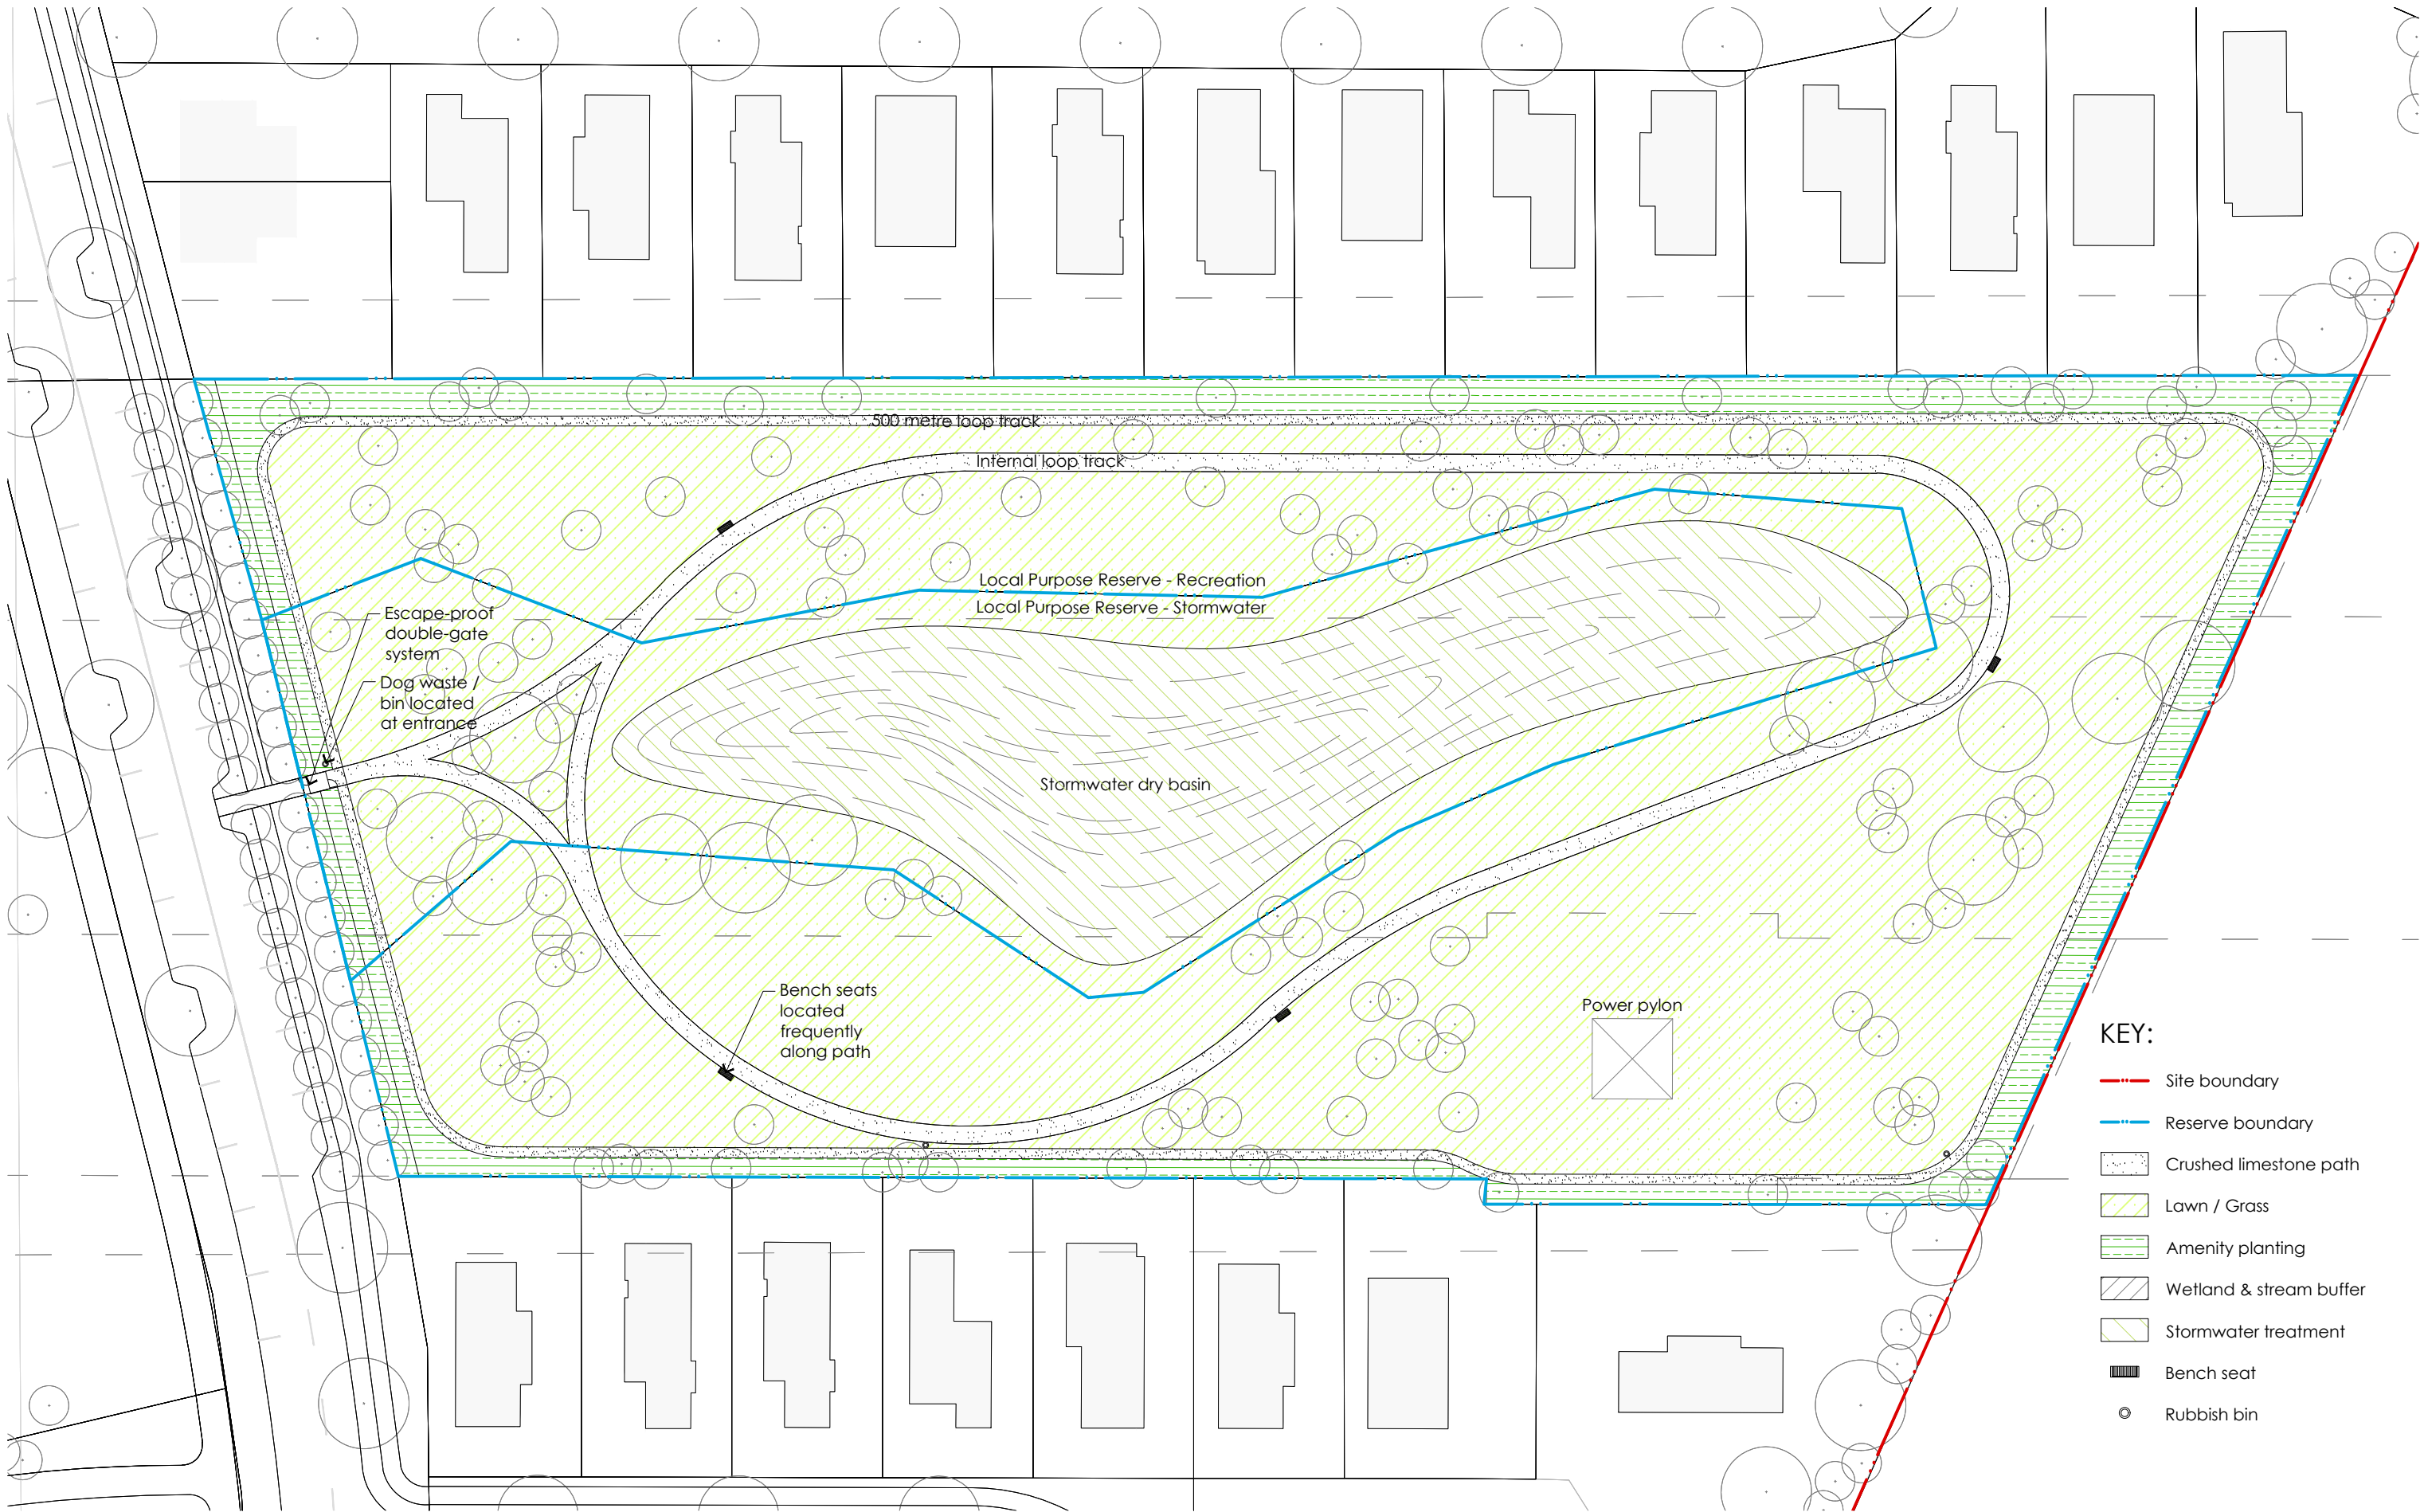 500 metre loop track
Internal loop track
Local Purpose Reserve - Recreation
Local Purpose Reserve - Stormwater
Escape-proof
double-gate
system
Dog waste /
bin located
at entrance
Stormwater dry basin
Bench seats
located
frequently
along path
Power pylon
KEY:
Site boundary
Reserve boundary
Crushed limestone path
Lawn / Grass
Amenity planting
Wetland & stream buffer
Stormwater treatment
Bench seat
Rubbish bin